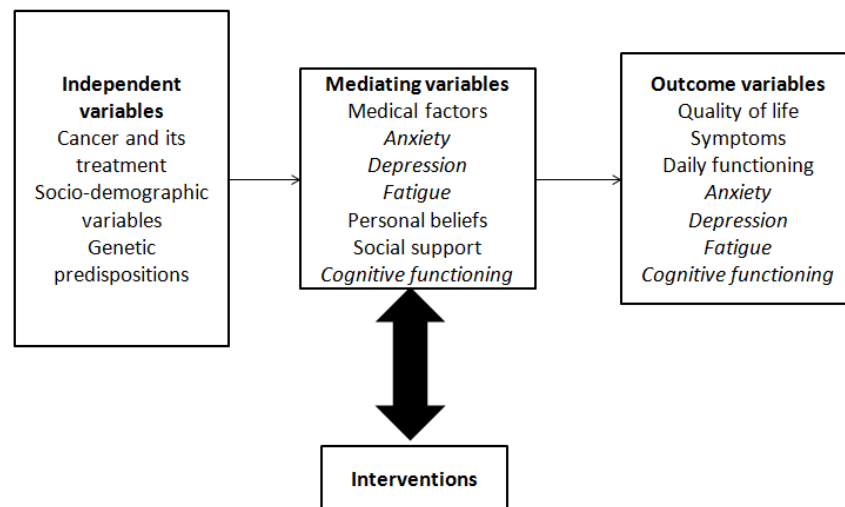 Independent
variables
Cancer and its
treatment
Socio-demographic
variables
Genetic
predispositions
Mediating variables
Medical factors
Anxiety
Depression
Fatigue
Personal beliefs
Social support
Cognitive functioning
Outcome variables
Quality of life
Symptoms
Daily functioning
Anxiety
Depression
Fatigue
Cognitive functioning
Interventions